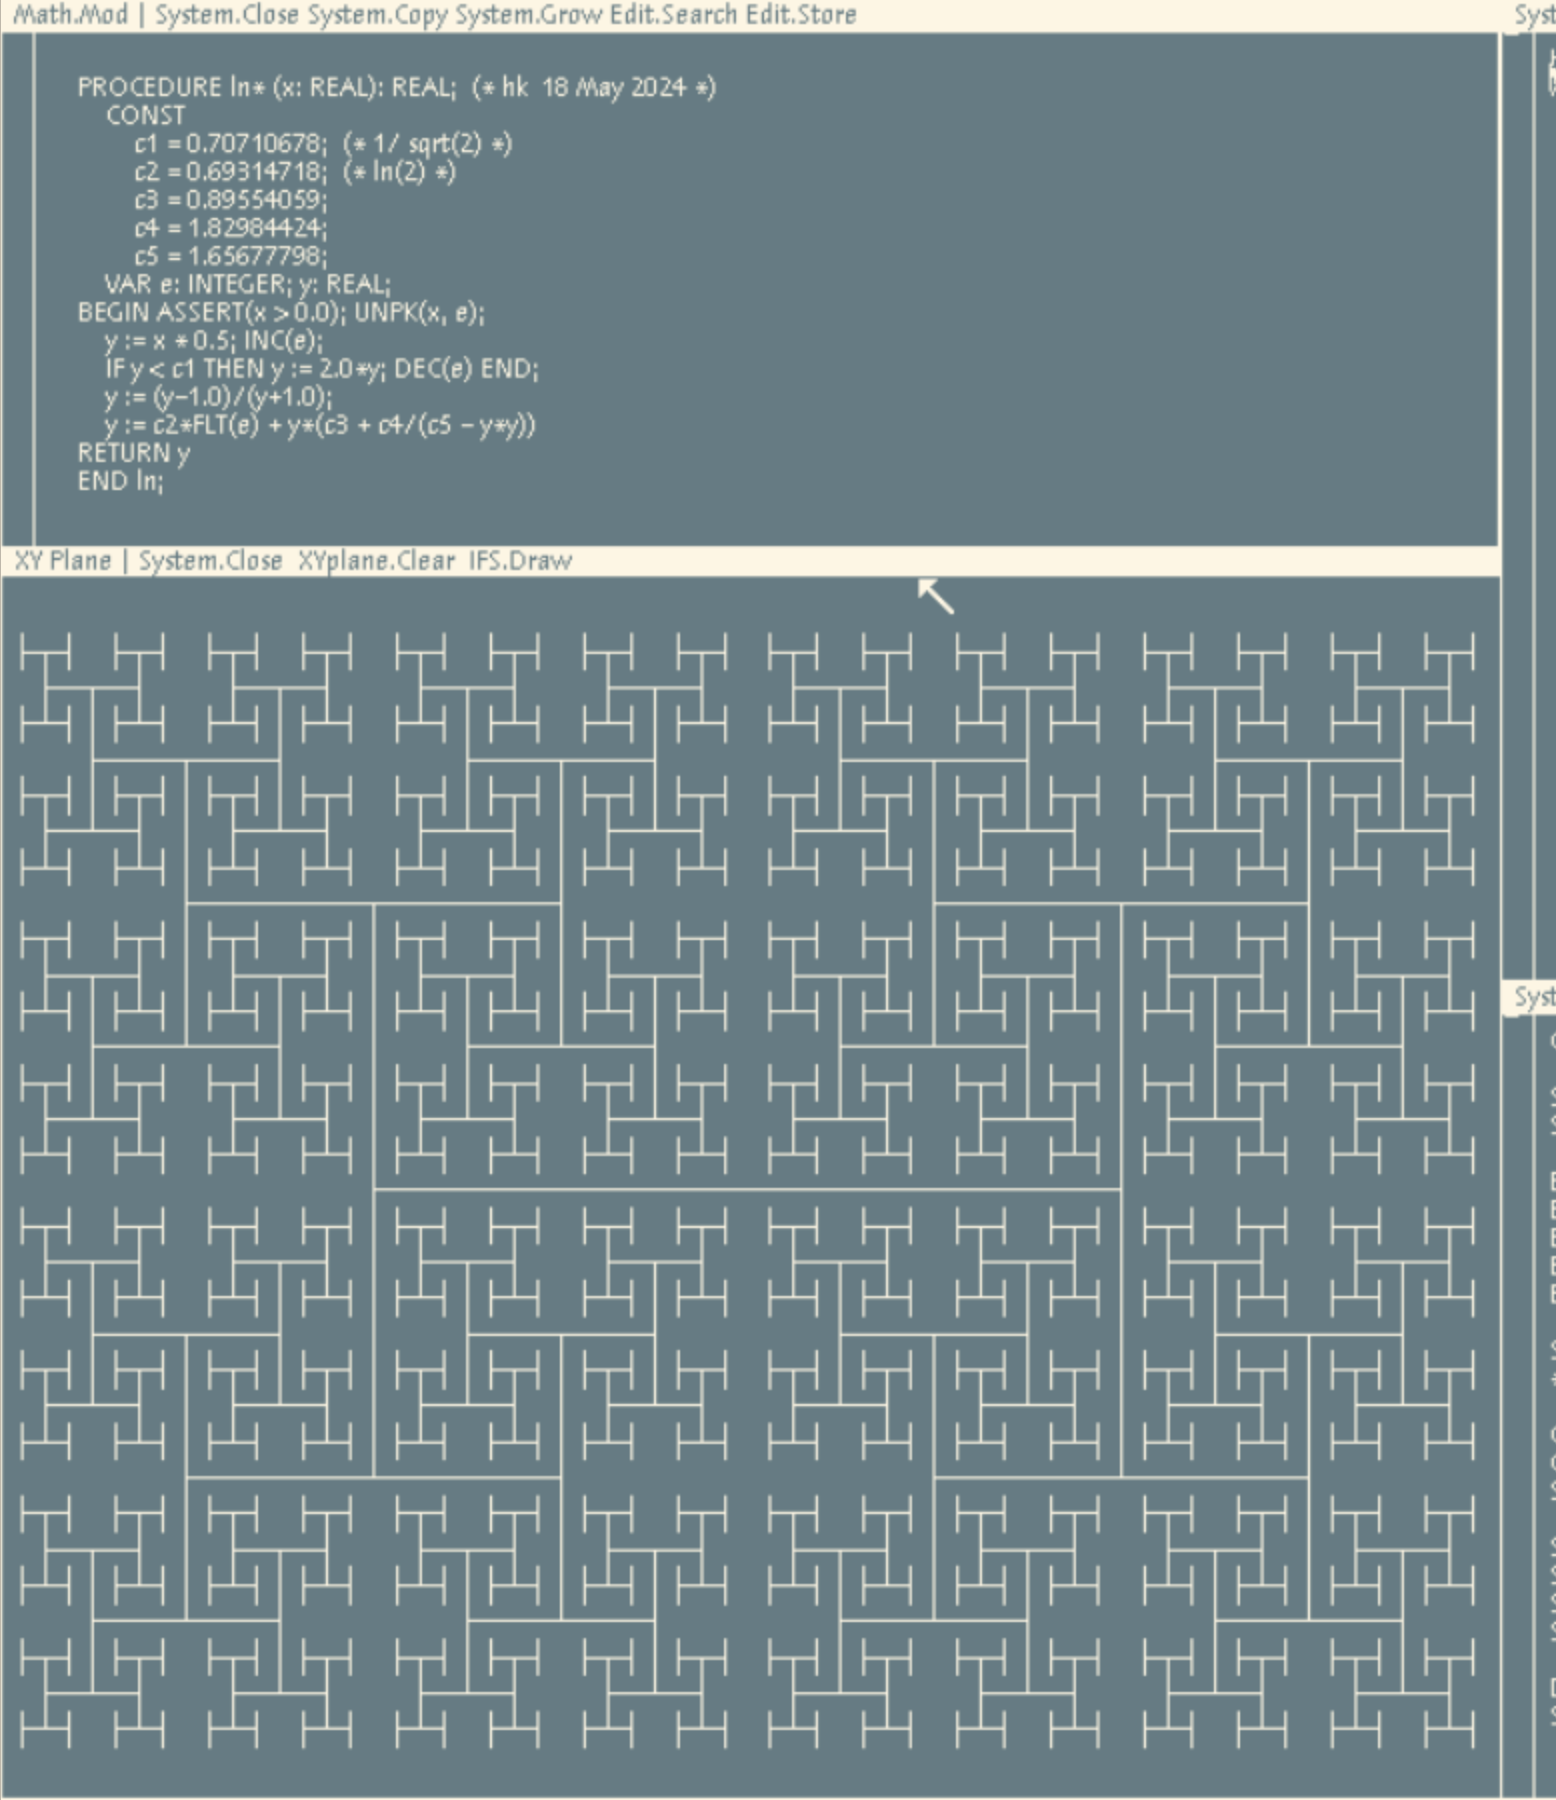 Math.Mod | System.Close System.Copy System.Grow Edit.Search Edit.Store
PROCEDURE ln* (x: REAL): REAL; (* hk 18 May 2024 *)
CONST
c1 = 0.70710678; (* 1/ sqrt(2) *)
c2 = 0.69314718; (* ln(2) *)
c3 = 0.89554059;
c4 = 1.82984424;
c5 = 1.65677798;
VAR e: INTEGER; y: REAL;
BEGIN ASSERT(x > 0.0); UNPK(x, e);
y := x * 0.5; INC(e);
IF y < c1 THEN y := 2.0*y; DEC(e) END;
y := (y-1.0)/(y+1.0);
y := c2*FLT(e) + y*(c3 + c4/(c5 - y*y))
RETURN y
END ln;
XY Plane | System.Close XYplane.Clear IFS.Draw
Syst
Syst